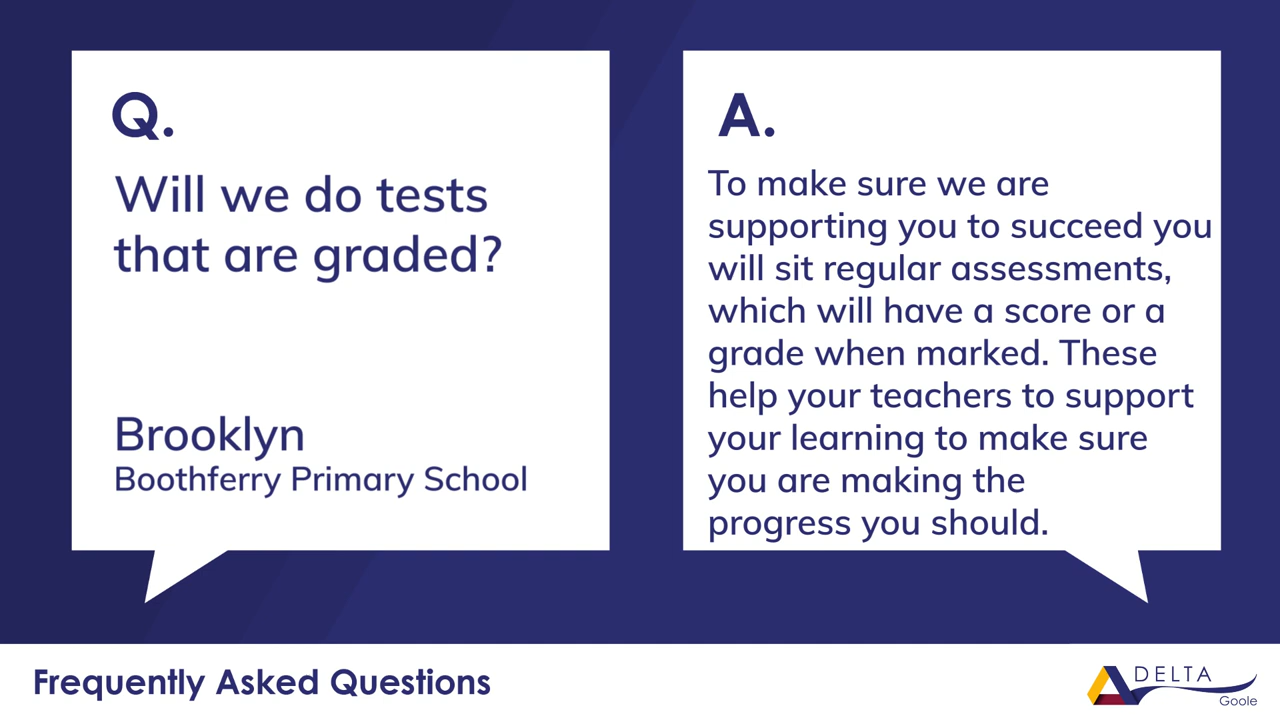 Q.
Will we do tests
that are graded?
Brooklyn
Boothferry Primary School
A.
To make sure we are
supporting you to succeed you
will sit regular assessments,
which will have a score or a
grade when marked. These
help your teachers to support
your learning to make sure
you are making the
progress you should.
Frequently Asked Questions
DELTA
Goole